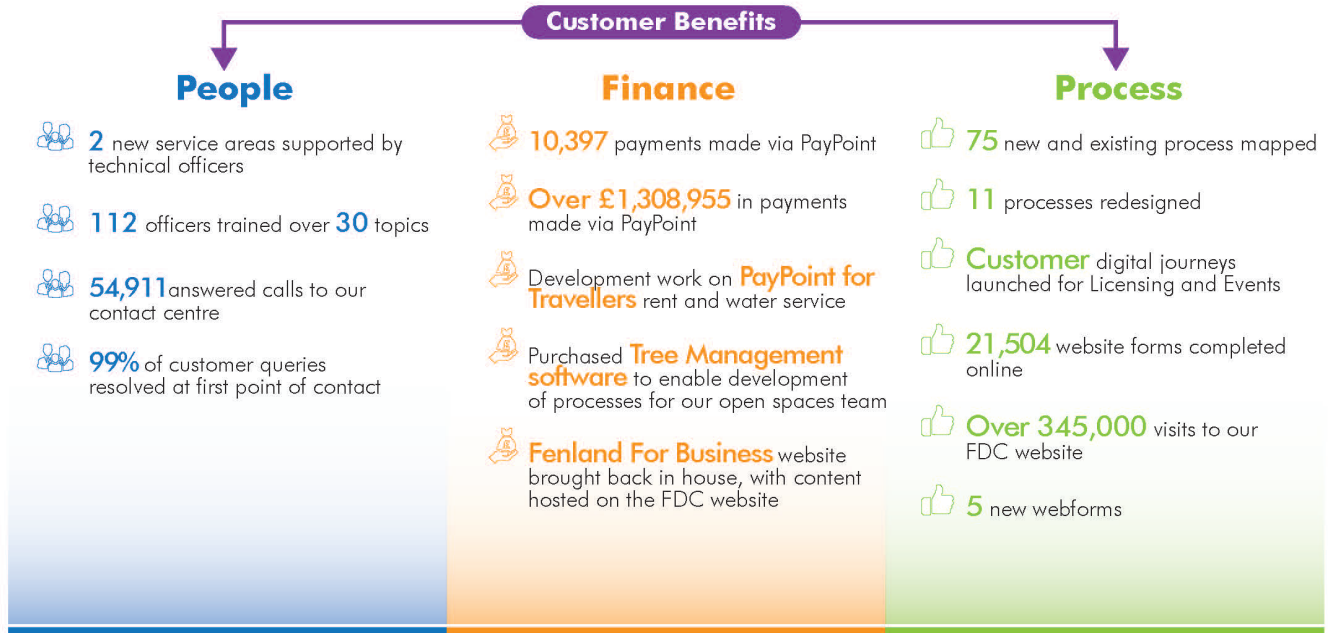 Customer Benefits
People
2 new service areas supported by
technical officers
112 officers trained over 30 topics
54,911answered calls to our
contact centre
99% of customer queries
resolved at first point of contact
Finance
10,397 payments made via PayPoint
Over £1,308,955 in payments
made via PayPoint
Development work on PayPoint for
Travellers rent and water service
Purchased Tree Management
software to enable development
of processes for our open spaces team
Fenland For Business website
brought back in house, with content
hosted on the FDC website
Process
75 new and existing process mapped
11 processes redesigned
Customer digital journeys
launched for Licensing and Events
21,504 website forms completed
online
Over 345,000 visits to our
FDC website
5 new webforms